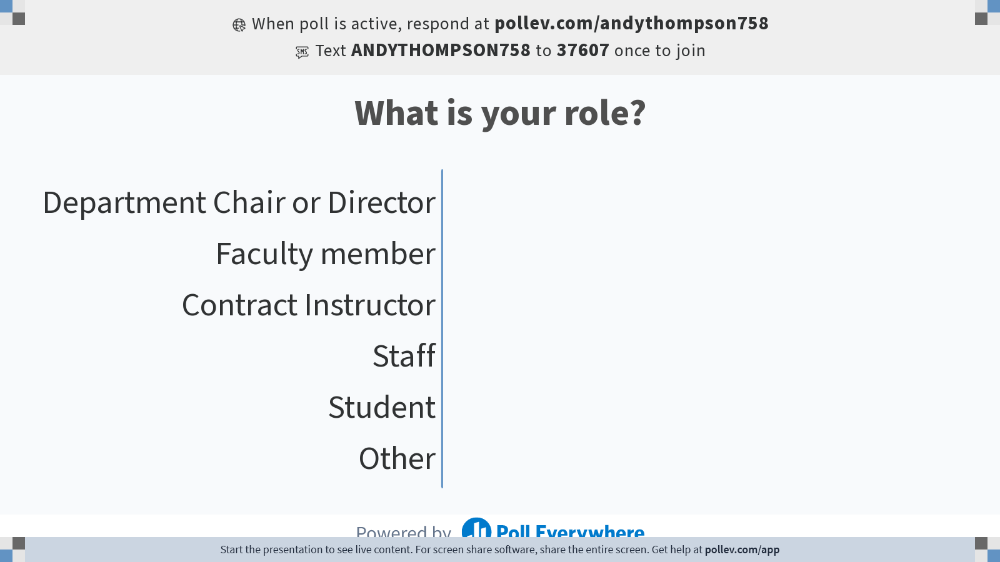 When poll is active, respond at pollev.com/andythompson758
SMS Text ANDYTHOMPSON758 to 37607 once to join
What is your role?
Department Chair or Director
Faculty member
Contract Instructor
Staff
Student
Other
Powered by Poll Everywhere
Start the presentation to see live content. For screen share software, share the entire screen. Get help at pollev.com/app